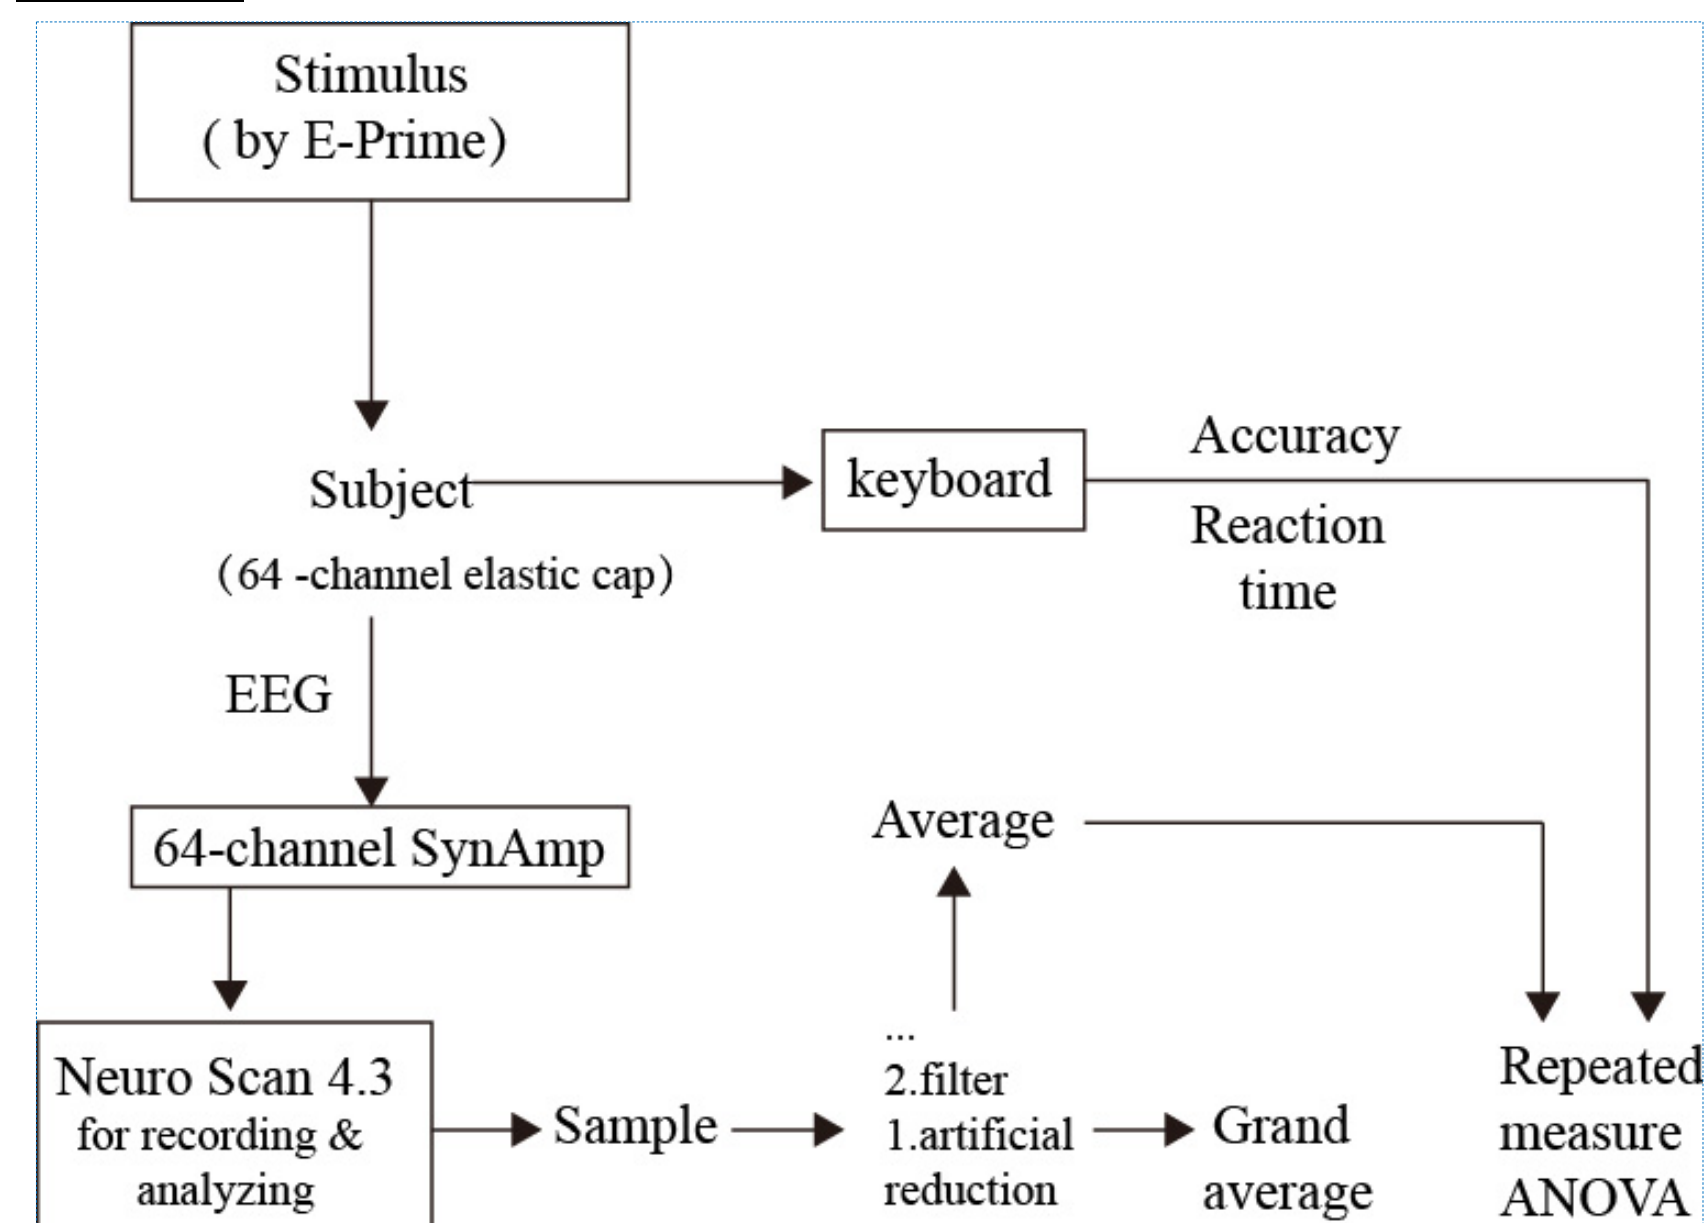 Stimulus
( by E-Prime)
Subject
keyboard
Accuracy
Reaction
time
(64 -channel elastic cap)
EEG
64-channel SynAmp
Average
Neuro Scan 4.3
for recording &
analyzing
Sample
...
2.filter
1.artificial
reduction
Grand
average
Repeated
measure
ANOVA